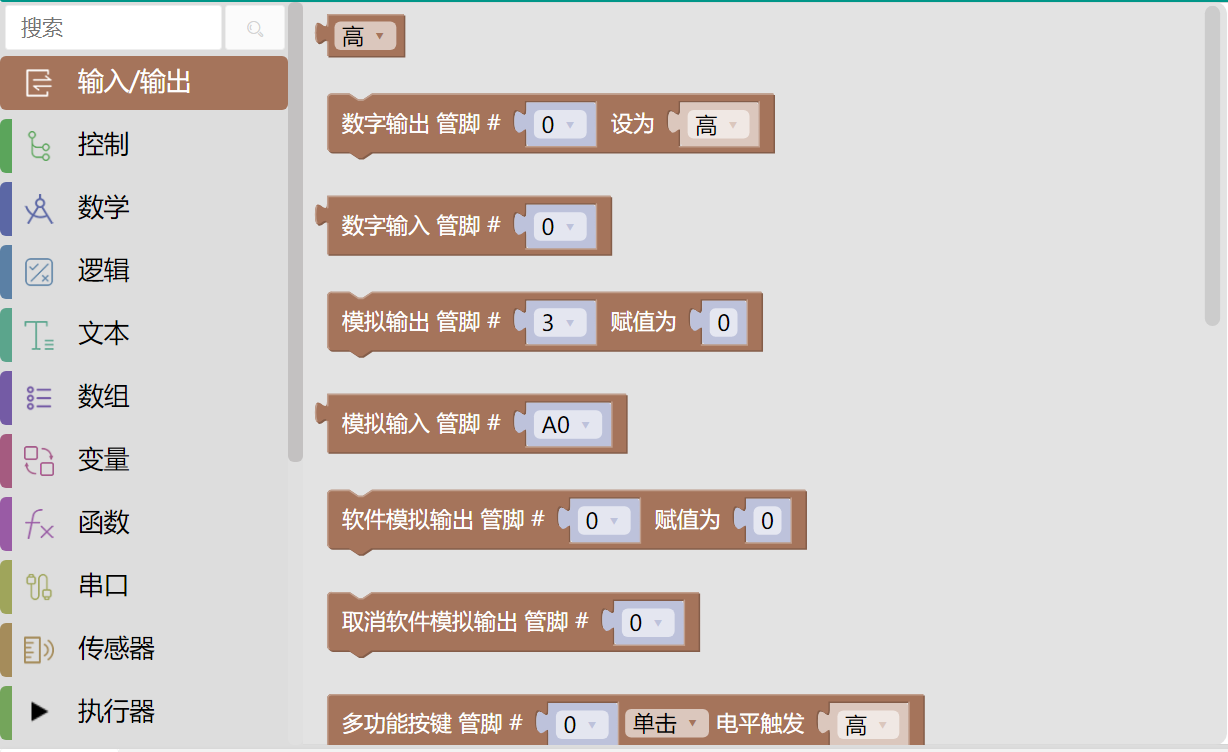 搜索
输入/输出
控制
数学
逻辑
文本
数组
变量
函数
串口
传感器
执行器
高
数字输出 管脚 # 0 设为 高
数字输入 管脚 # 0
模拟输出 管脚 # 3 赋值为 0
模拟输入 管脚 # A0
软件模拟输出 管脚 # 0 赋值为 0
取消软件模拟输出 管脚 # 0
多功能按键 管脚 # 0 单击 电平触发 高